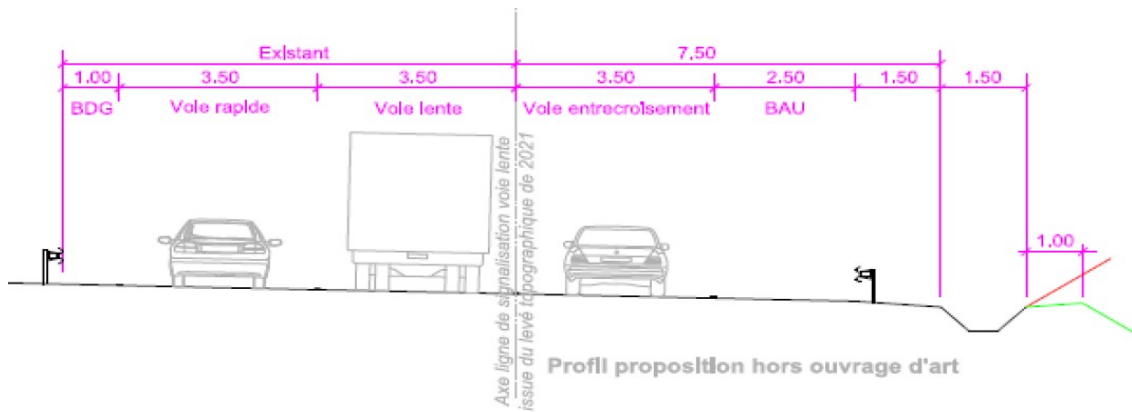 Existant 7,50
1.00 3.50 3.50 3.50 2.50 1.50 1.50
BDG Voie rapide Voie lente Voie entrecroisement BAU
Axe ligne de signalisation voie lente
issue du levé topographique de 2021
1,00
Profil proposition hors ouvrage d'art